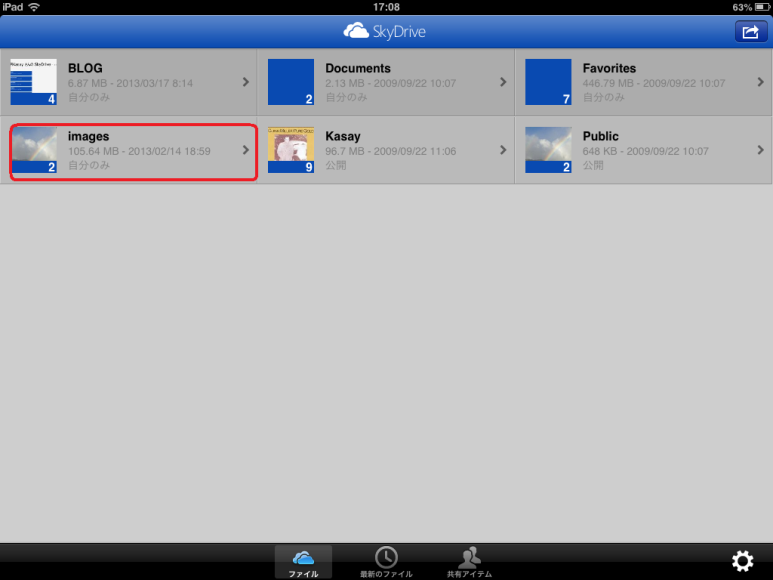 iPad 17:08 63%
SkyDrive
BLOG
6.87 MB - 2013/03/17 8:14
自分のみ
4
Documents
2.13 MB - 2009/09/22 10:07
自分のみ
2
Favorites
446.79 MB - 2009/09/22 10:07
自分のみ
7
images
105.64 MB - 2013/02/14 18:59
自分のみ
2
Kasay
96.7 MB - 2009/09/22 11:06
公開
9
Public
648 KB - 2009/09/22 10:07
公開
2
ファイル
最新のファイル
共有アイテム